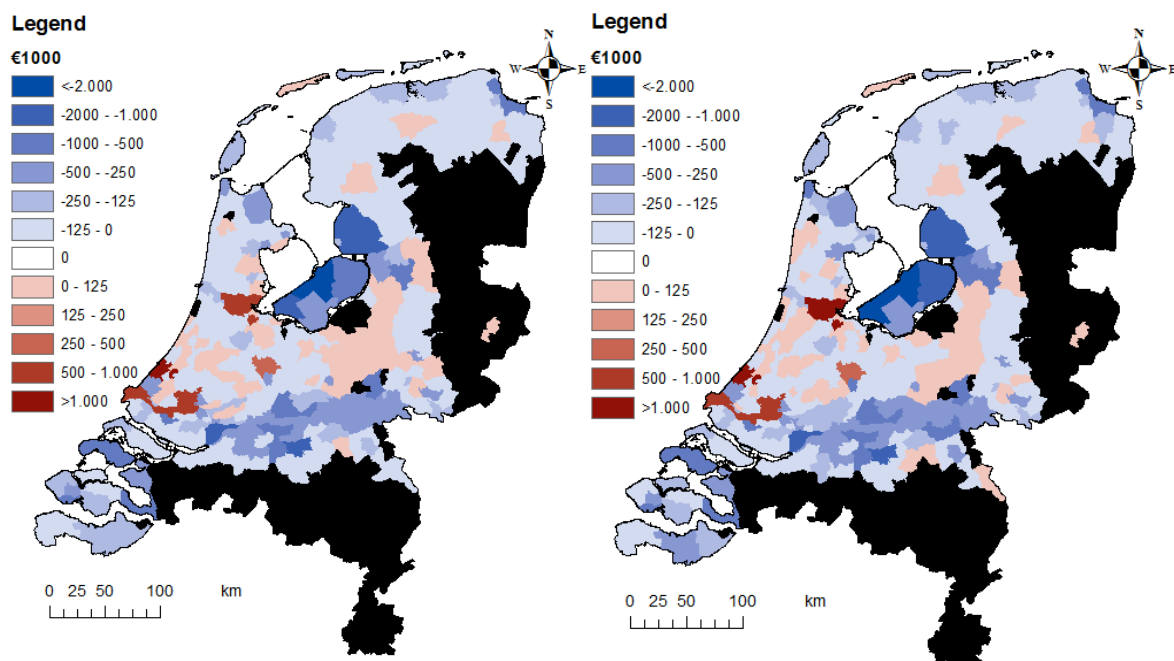 Legend
€1000
<-2.000
-2000 - -1.000
-1000 - -500
-500 - -250
-250 - -125
-125 - 0
0
0 - 125
125 - 250
250 - 500
500 - 1.000
>1.000
N
W E
S
0 25 50 100 km
Legend
€1000
<-2.000
-2000 - -1.000
-1000 - -500
-500 - -250
-250 - -125
-125 - 0
0
0 - 125
125 - 250
250 - 500
500 - 1.000
>1.000
N
W E
S
0 25 50 100 km